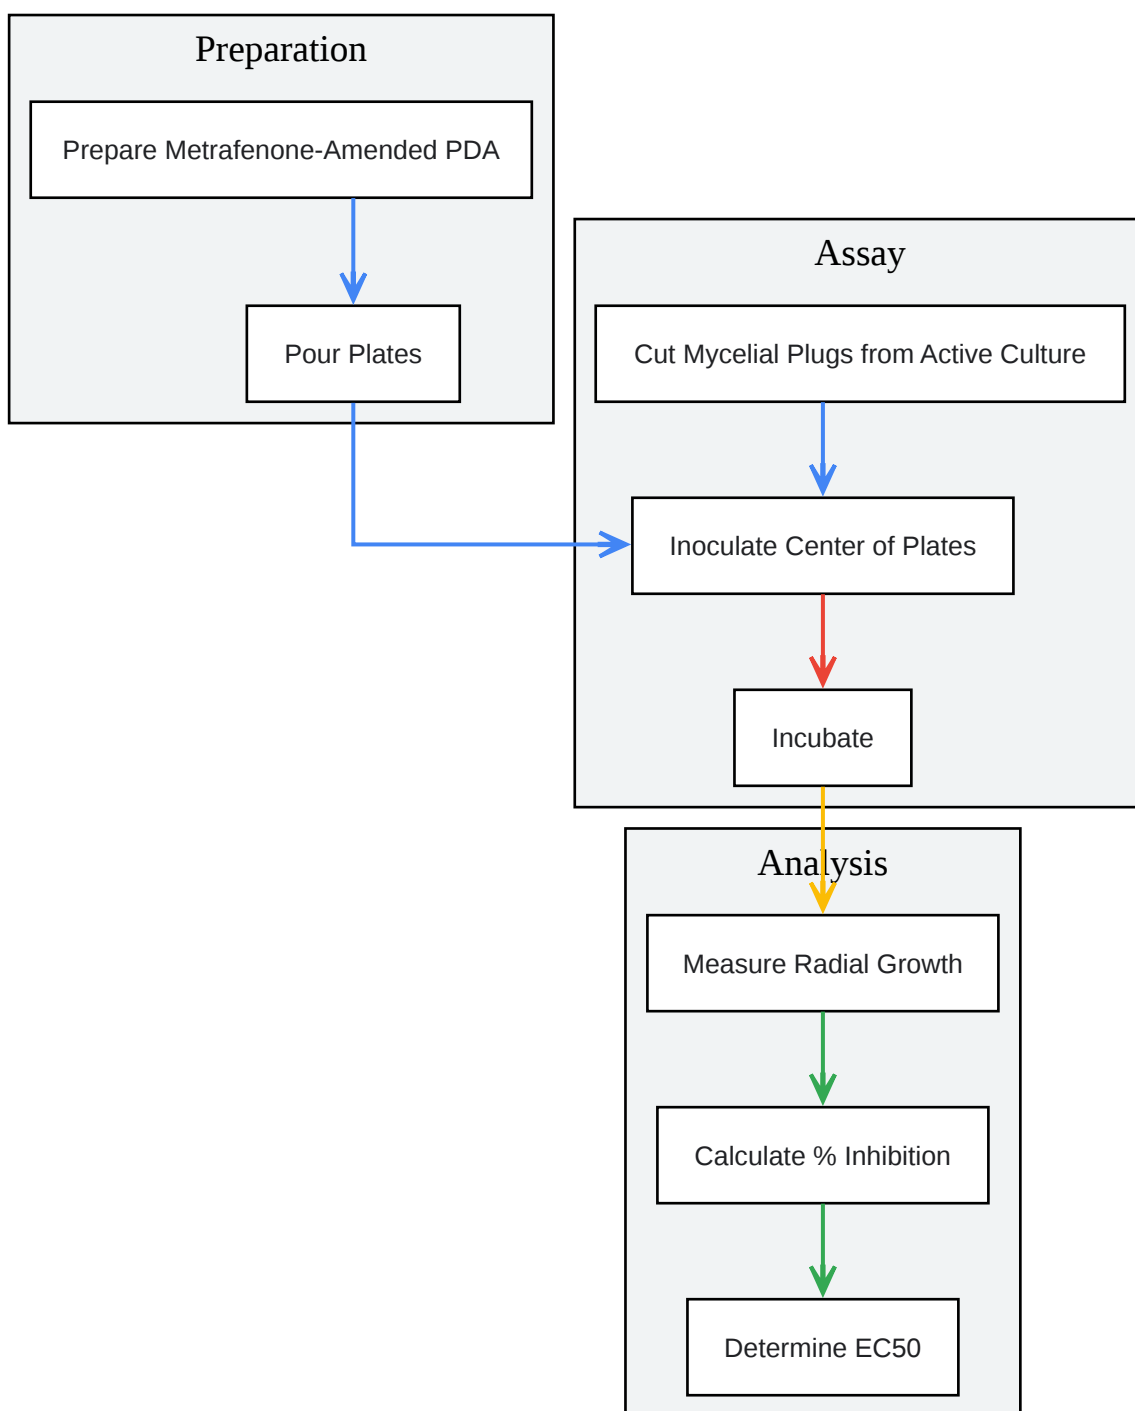 Preparation
Prepare Metrafenone-Amended PDA
Pour Plates
Assay
Cut Mycelial Plugs from Active Culture
Inoculate Center of Plates
Incubate
Analysis
Measure Radial Growth
Calculate % Inhibition
Determine EC50